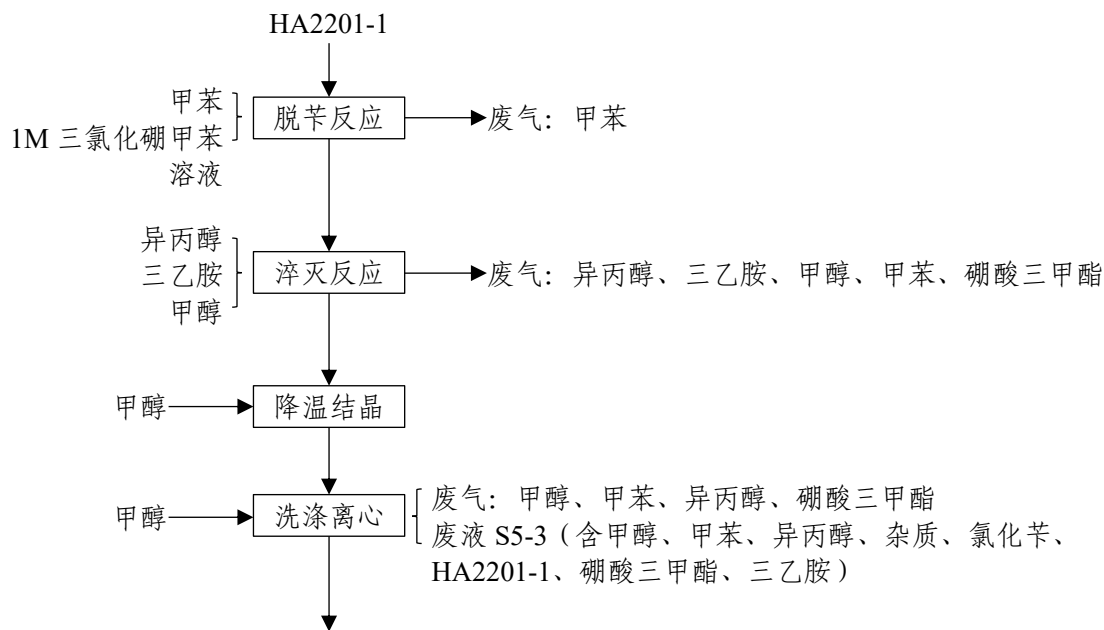 HA2201-1
甲苯
1M 三氯化硼甲苯
溶液
脱苄反应
废气：甲苯
异丙醇
三乙胺
甲醇
淬灭反应
废气：异丙醇、三乙胺、甲醇、甲苯、硼酸三甲酯
甲醇
降温结晶
甲醇
洗涤离心
废气：甲醇、甲苯、异丙醇、硼酸三甲酯
废液 S5-3（含甲醇、甲苯、异丙醇、杂质、氯化苄、
HA2201-1、硼酸三甲酯、三乙胺）